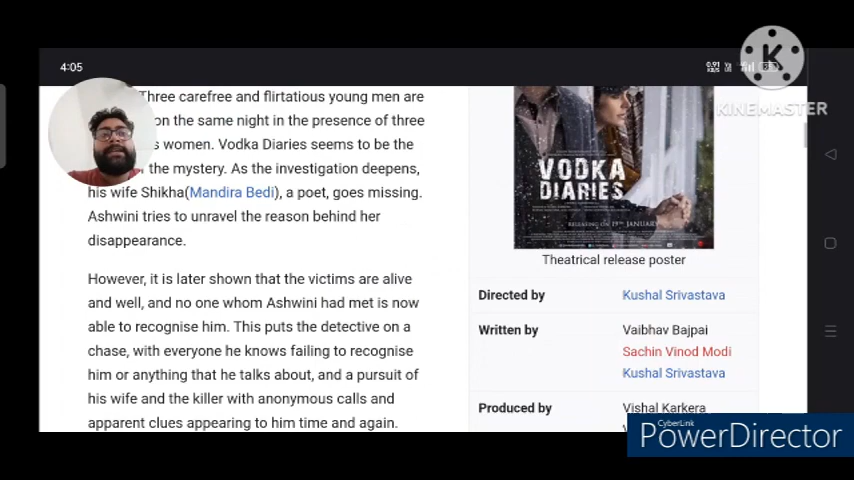 4:05
0.91
KB/S
K
KINEMASTER
Three carefree and flirtatious young men are
on the same night in the presence of three
s women. Vodka Diaries seems to be the
the mystery. As the investigation deepens,
his wife Shikha(Mandira Bedi), a poet, goes missing.
Ashwini tries to unravel the reason behind her
disappearance.
However, it is later shown that the victims are alive
and well, and no one whom Ashwini had met is now
able to recognise him. This puts the detective on a
chase, with everyone he knows failing to recognise
him or anything that he talks about, and a pursuit of
his wife and the killer with anonymous calls and
apparent clues appearing to him time and again.
VODKA
DIARIES
RELEASING ON 19TH JANUARY
Theatrical release poster
Directed by Kushal Srivastava
Written by Vaibhav Bajpai
Sachin Vinod Modi
Kushal Srivastava
Produced by Vishal Karkera
CyberLink
PowerDirector